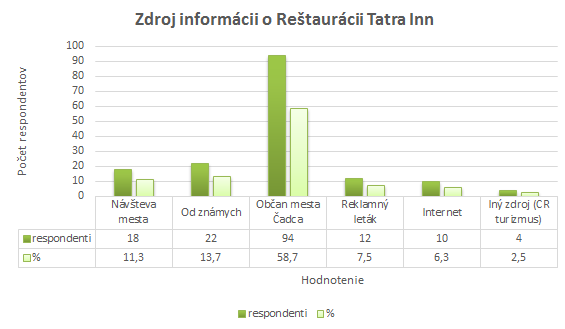 Zdroj informácii o Reštaurácii Tatra Inn
Počet respondentov
100
90
80
70
60
50
40
30
20
10
0
Návšteva mesta Od známych Občan mesta Čadca Reklamný leták Internet Iný zdroj (CR turizmus)
respondenti 18 22 94 12 10 4
% 11,3 13,7 58,7 7,5 6,3 2,5
Hodnotenie
respondenti %